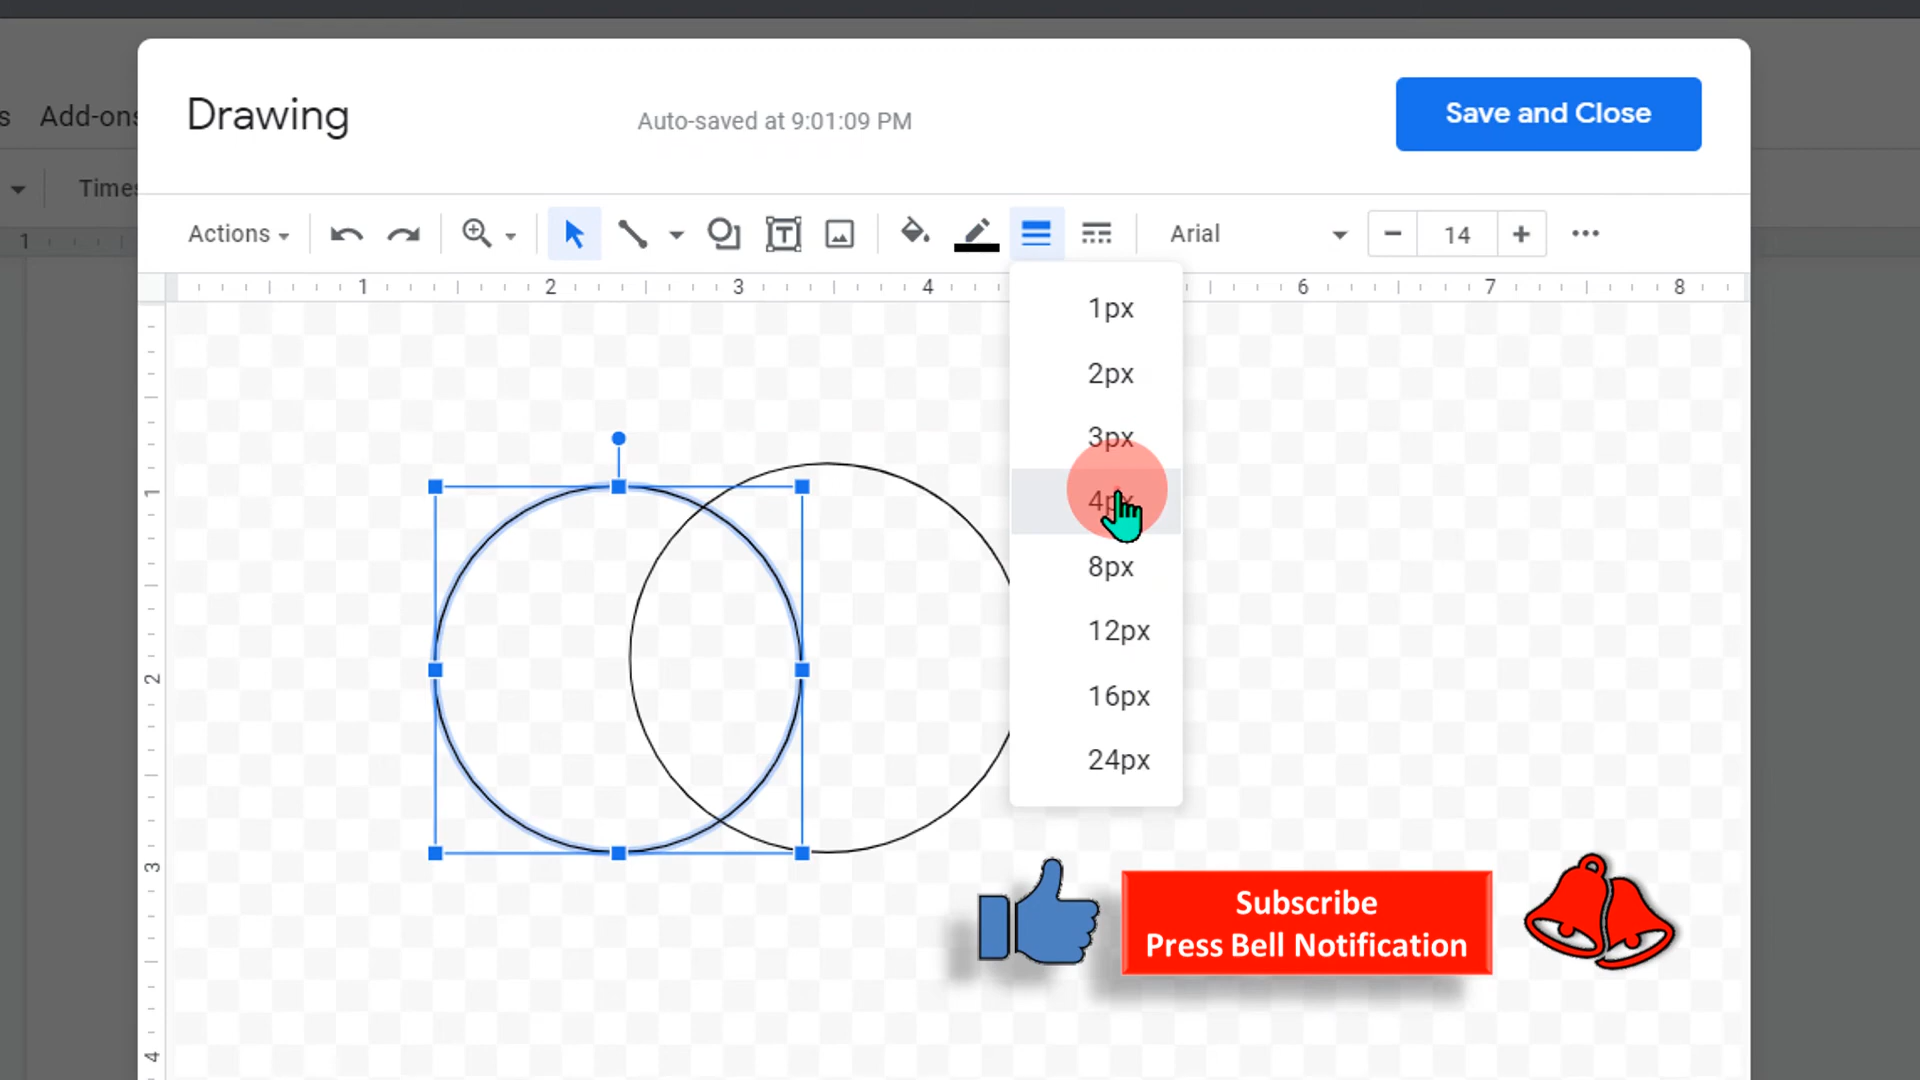 s Add-ons
Drawing
Auto-saved at 9:01:09 PM
Save and Close
Times
Actions
Arial
14
1
1 2 3 4 6 7 8
1px
2px
3px
4px
8px
12px
16px
24px
1
2
3
4
Subscribe
Press Bell Notification